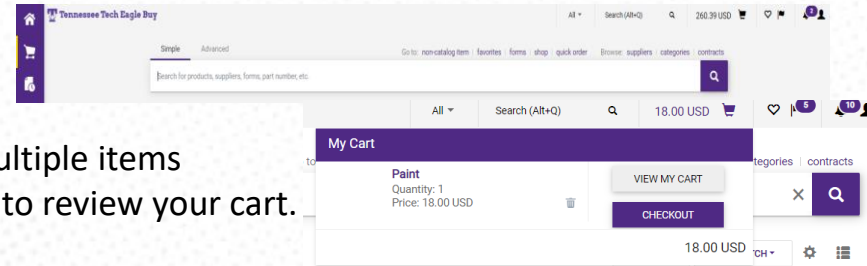 Tennessee Tech Eagle Buy All Search (Alt+Q) 260.39 USD
Simple Advanced Go to: non-catalog item | favorites | forms | shop | quick order Browse: suppliers | categories | contracts
Search for products, suppliers, forms, part number, etc.
All Search (Alt+Q) 18.00 USD 5 10
My Cart
ultiple items
to review your cart.
to
Paint
Quantity: 1
Price: 18.00 USD
VIEW MY CART
CHECKOUT
18.00 USD
tegories | contracts
TCH